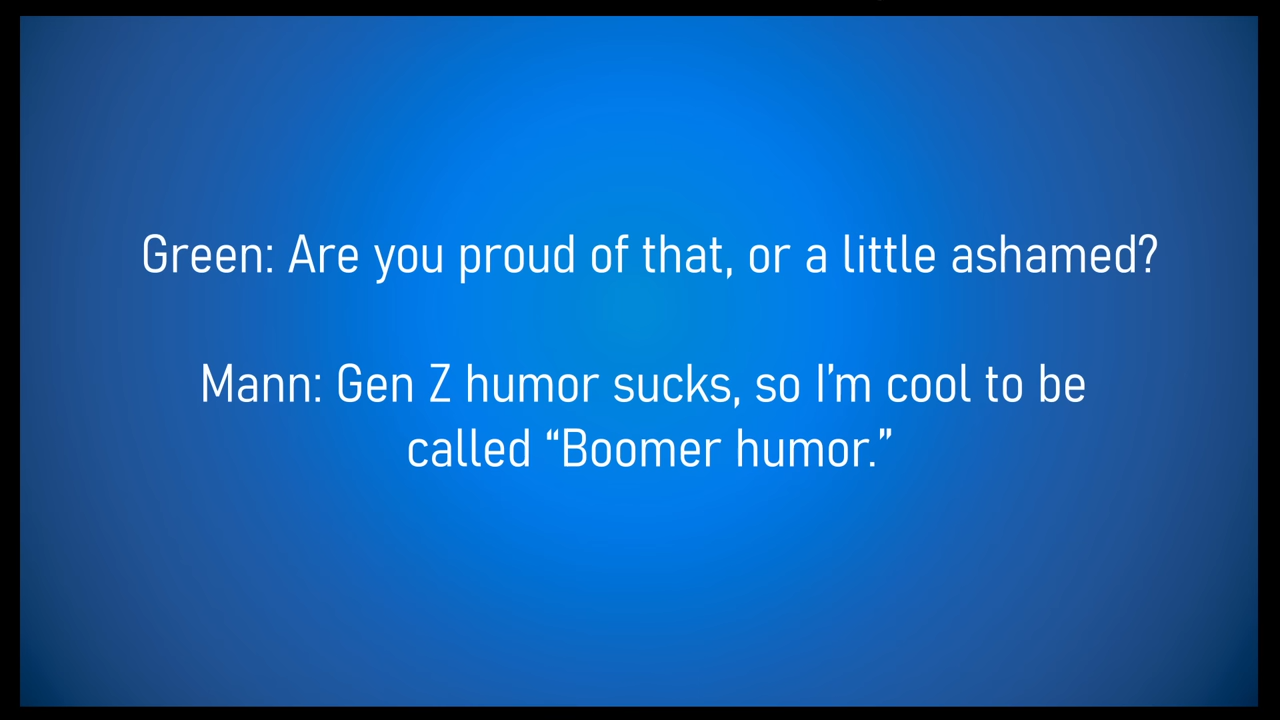 Green: Are you proud of that, or a little ashamed?
Mann: Gen Z humor sucks, so I’m cool to be
called “Boomer humor.”